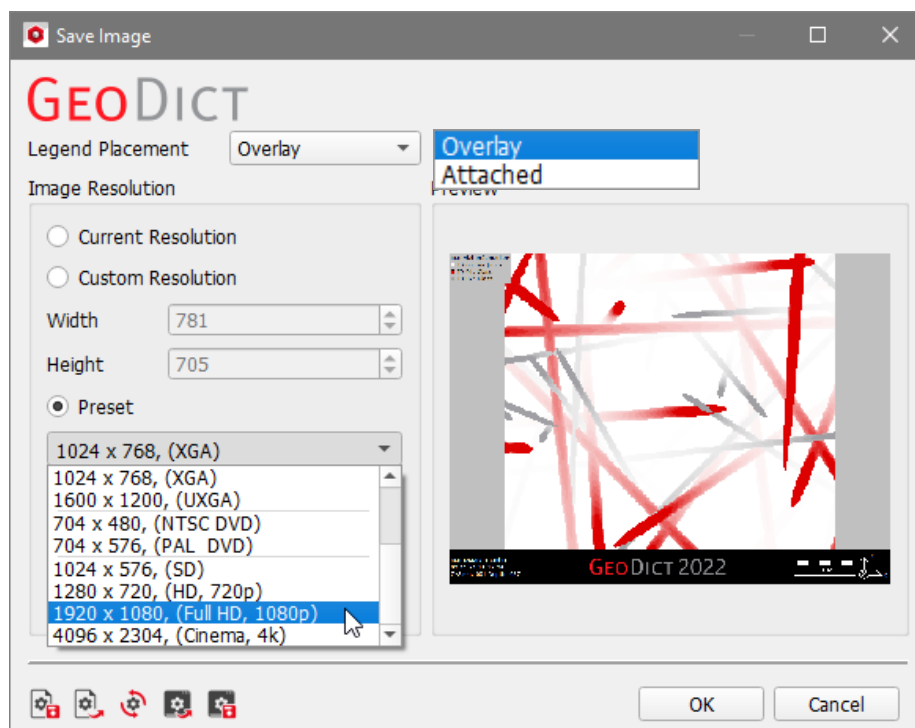 Save Image
GEODICT
Legend Placement
Overlay
Overlay
Attached
Image Resolution
Preview
Current Resolution
Custom Resolution
Width
781
Height
705
Preset
1024 x 768, (XGA)
1024 x 768, (XGA)
1600 x 1200, (UXGA)
704 x 480, (NTSC DVD)
704 x 576, (PAL DVD)
1024 x 576, (SD)
1280 x 720, (HD, 720p)
1920 x 1080, (Full HD, 1080p)
4096 x 2304, (Cinema, 4k)
GEODICT 2022
OK
Cancel